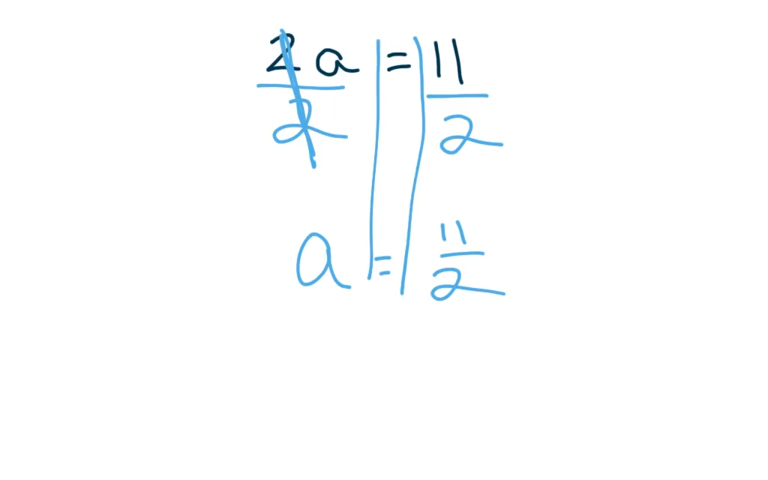 2a = 11
2 2
a = 11
2